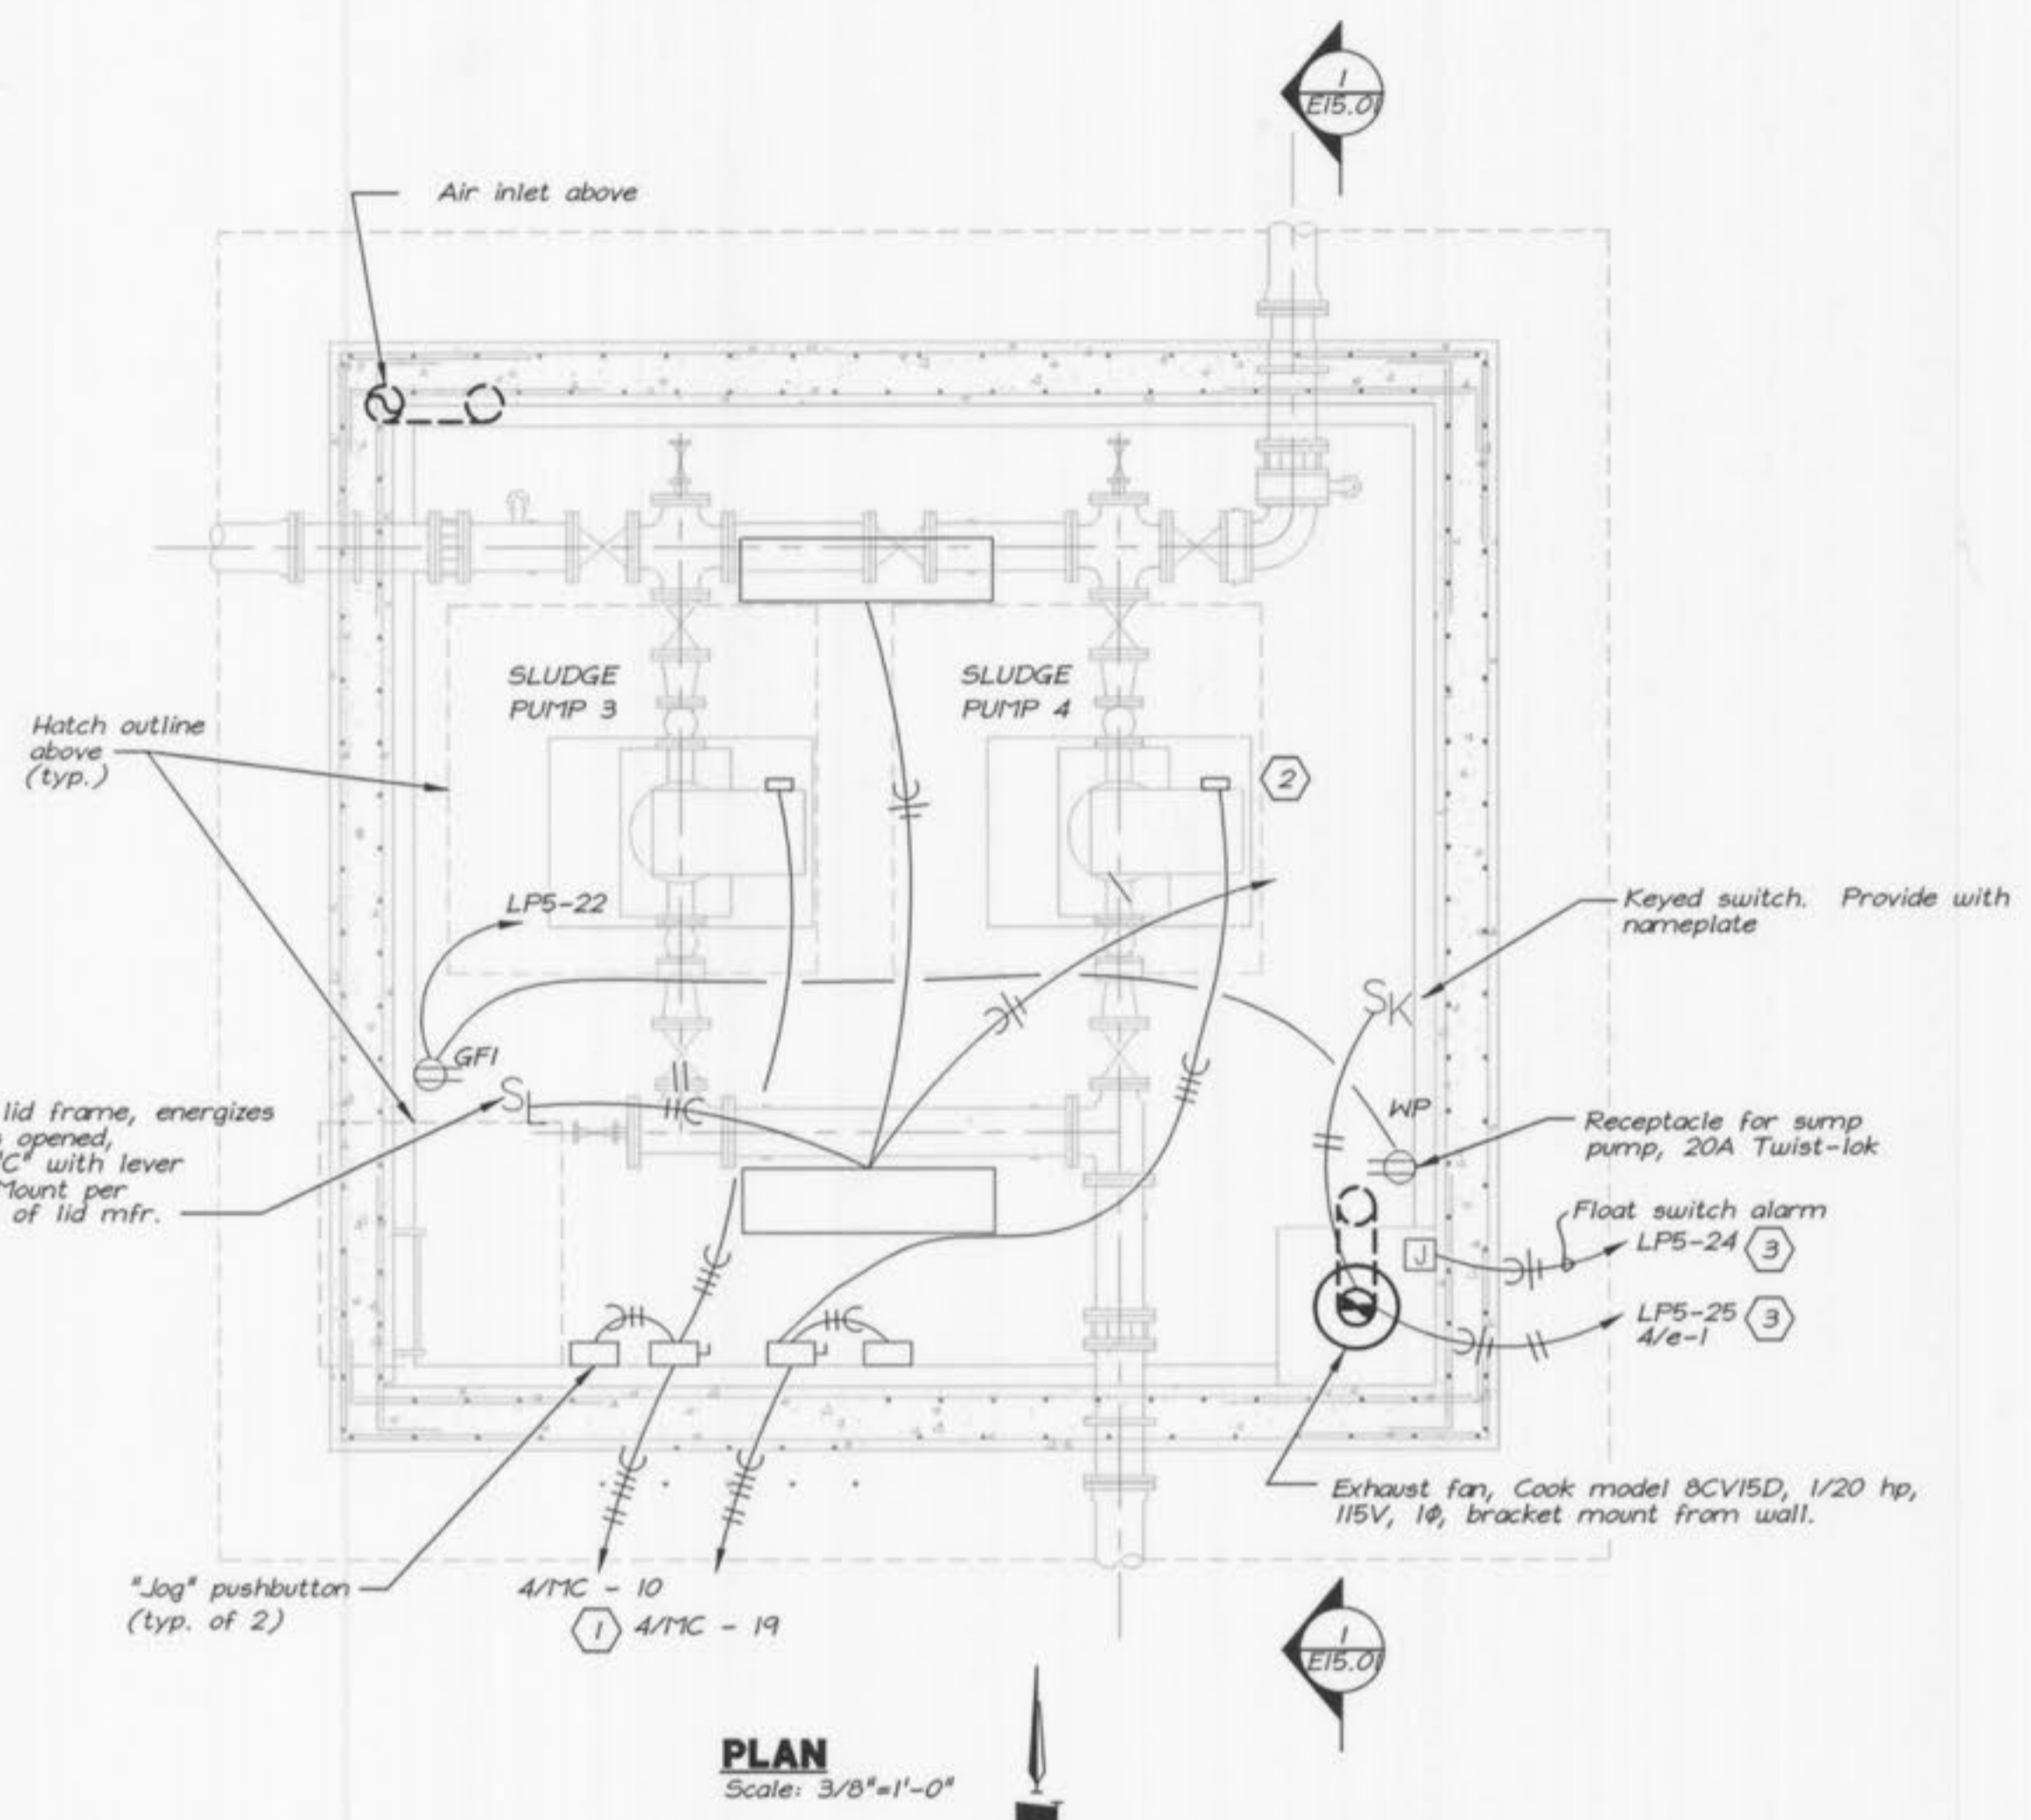 1
E15.01
Air inlet above
SLUDGE
PUMP 3
SLUDGE
PUMP 4
Hatch outline
above
(typ.)
2
LP5-22
Keyed switch. Provide with
nameplate
SK
GFI
SL
lid frame, energizes
opened,
"C" with lever
Mount per
of lid mfr.
WP
Receptacle for sump
pump, 20A Twist-lok
Float switch alarm
LP5-24 3
J
LP5-25 3
4/e-1
Exhaust fan, Cook model 8CV15D, 1/20 hp,
115V, 1φ, bracket mount from wall.
"Jog" pushbutton
(typ. of 2)
4/MC - 10
1 4/MC - 19
1
E15.01
PLAN
Scale: 3/8"=1'-0"